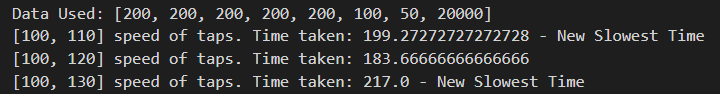 Data Used: [200, 200, 200, 200, 200, 100, 50, 20000]
[100, 110] speed of taps. Time taken: 199.27272727272728 - New Slowest Time
[100, 120] speed of taps. Time taken: 183.66666666666666
[100, 130] speed of taps. Time taken: 217.0 - New Slowest Time